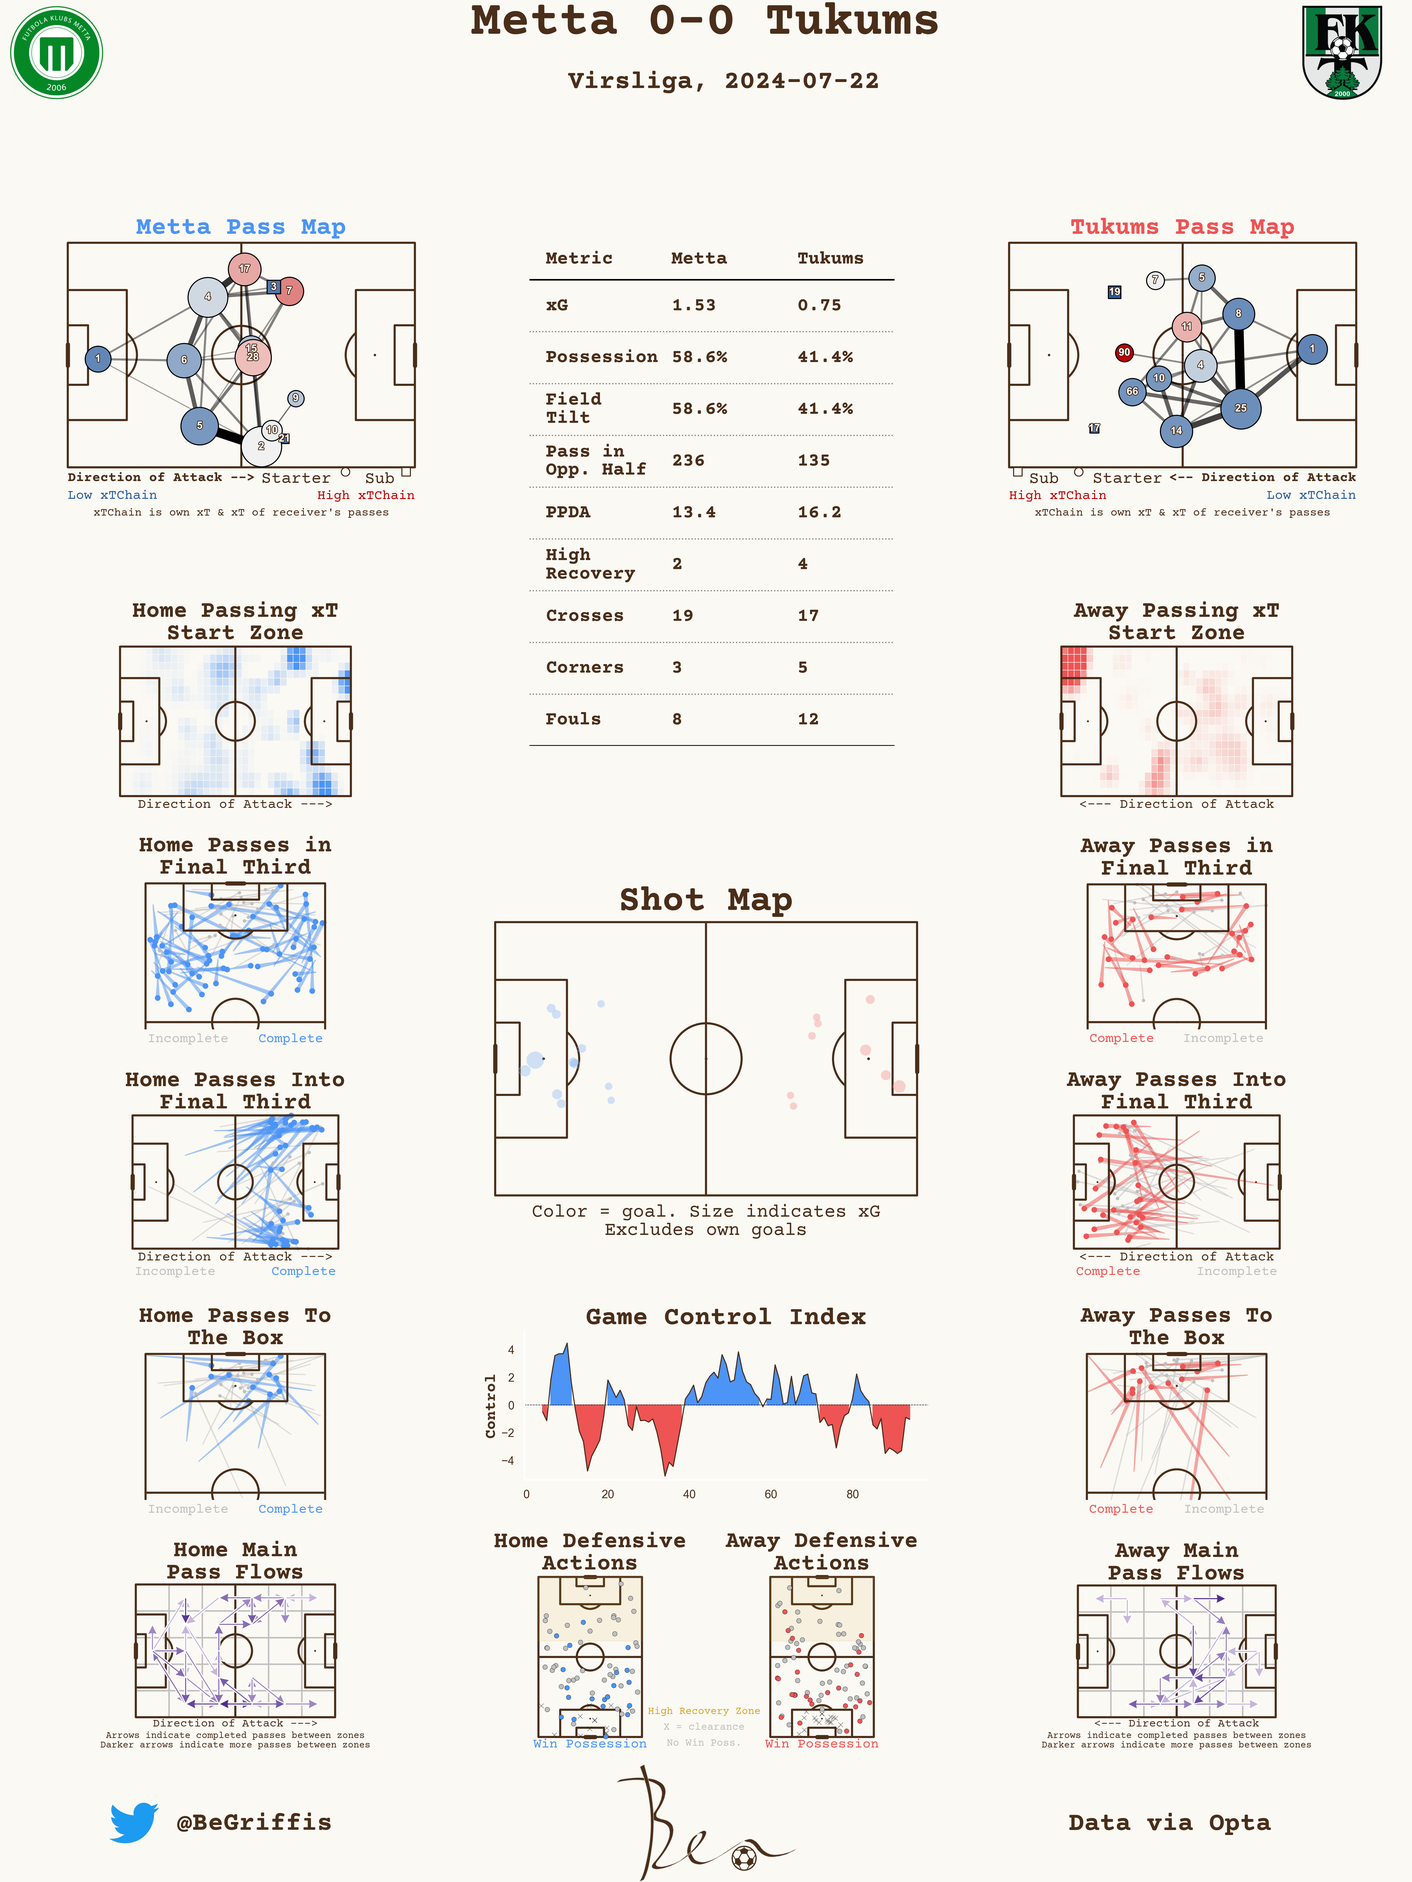 Metta 0-0 Tukums
Virsliga, 2024-07-22
FUTBOLA KLUBS METTA
2006
FK
2000
Metta Pass Map
17
3
7
4
15
28
1
6
9
5
10
21
2
Direction of Attack --> Starter Sub
Low xTChain High xTChain
xTChain is own xT & xT of receiver's passes
Metric Metta Tukums
xG 1.53 0.75
Possession 58.6% 41.4%
Field
Tilt 58.6% 41.4%
Pass in
Opp. Half 236 135
PPDA 13.4 16.2
High
Recovery 2 4
Crosses 19 17
Corners 3 5
Fouls 8 12
Tukums Pass Map
7
5
19
8
11
1
90
4
10
66
25
17
14
Sub Starter <-- Direction of Attack
High xTChain Low xTChain
xTChain is own xT & xT of receiver's passes
Home Passing xT
Start Zone
Direction of Attack --->
Away Passing xT
Start Zone
<--- Direction of Attack
Home Passes in
Final Third
Incomplete Complete
Away Passes in
Final Third
Complete Incomplete
Shot Map
Color = goal. Size indicates xG
Excludes own goals
Home Passes Into
Final Third
Direction of Attack --->
Incomplete Complete
Away Passes Into
Final Third
<--- Direction of Attack
Complete Incomplete
Home Passes To
The Box
Incomplete Complete
Game Control Index
Control
4
2
0
−2
−4
0 20 40 60 80
Away Passes To
The Box
Complete Incomplete
Home Main
Pass Flows
Direction of Attack --->
Arrows indicate completed passes between zones
Darker arrows indicate more passes between zones
Home Defensive
Actions
Win Possession
High Recovery Zone
X = clearance
No Win Poss.
Away Defensive
Actions
Win Possession
Away Main
Pass Flows
<--- Direction of Attack
Arrows indicate completed passes between zones
Darker arrows indicate more passes between zones
@BeGriffis
Ben
Data via Opta